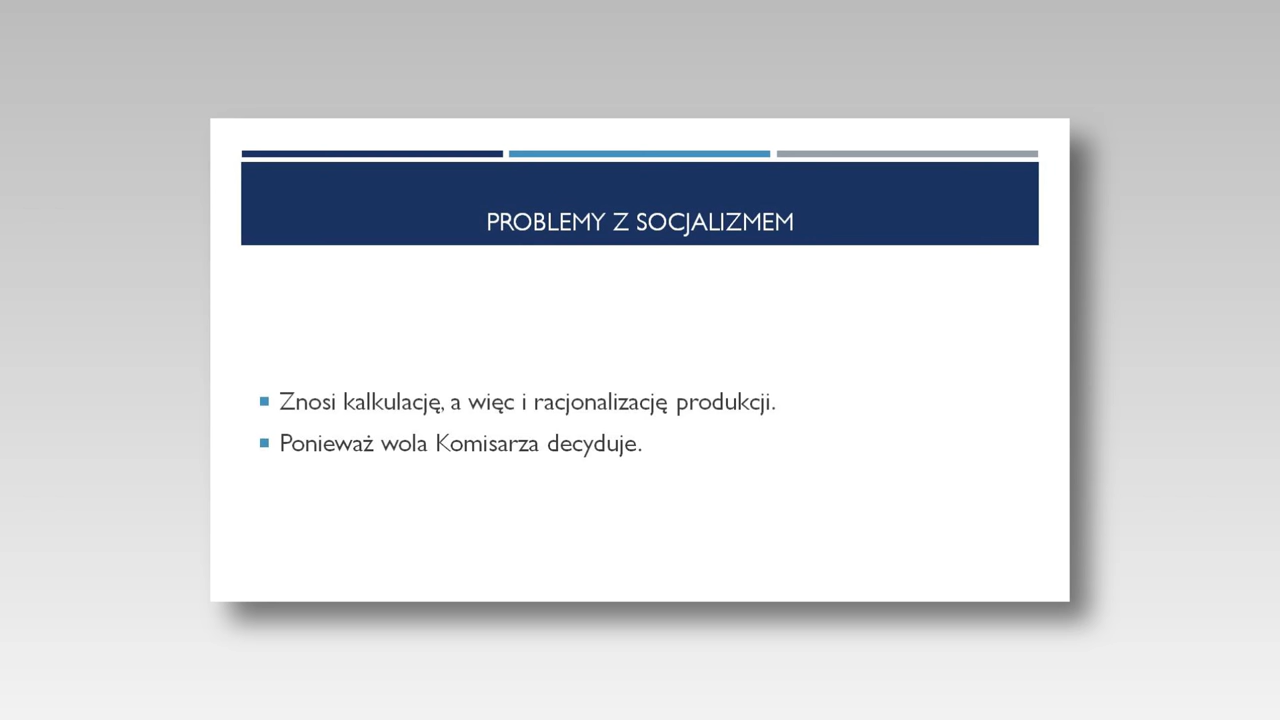 PROBLEMY Z SOCJALIZMEM
Znosi kalkulację, a więc i racjonalizację produkcji.
Ponieważ wola Komisarza decyduje.